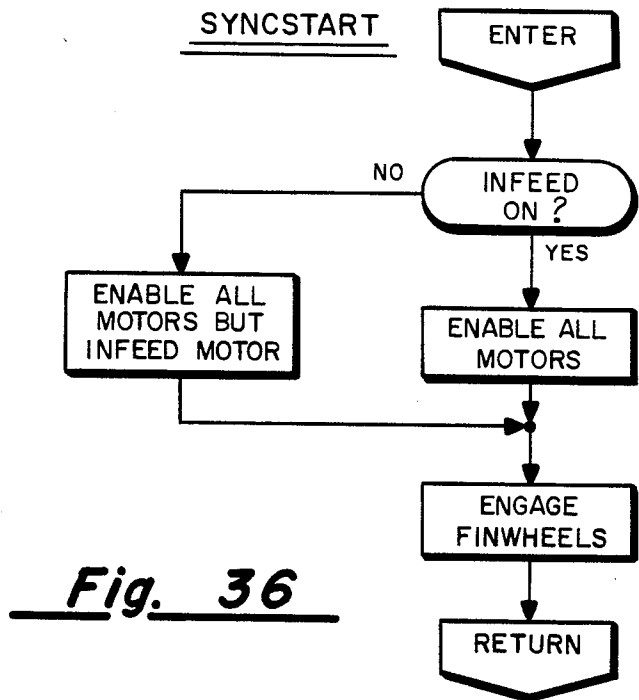 SYNCSTART
ENTER
INFEED
ON ?
NO
YES
ENABLE ALL
MOTORS BUT
INFEED MOTOR
ENABLE ALL
MOTORS
ENGAGE
FINWHEELS
RETURN
Fig. 36